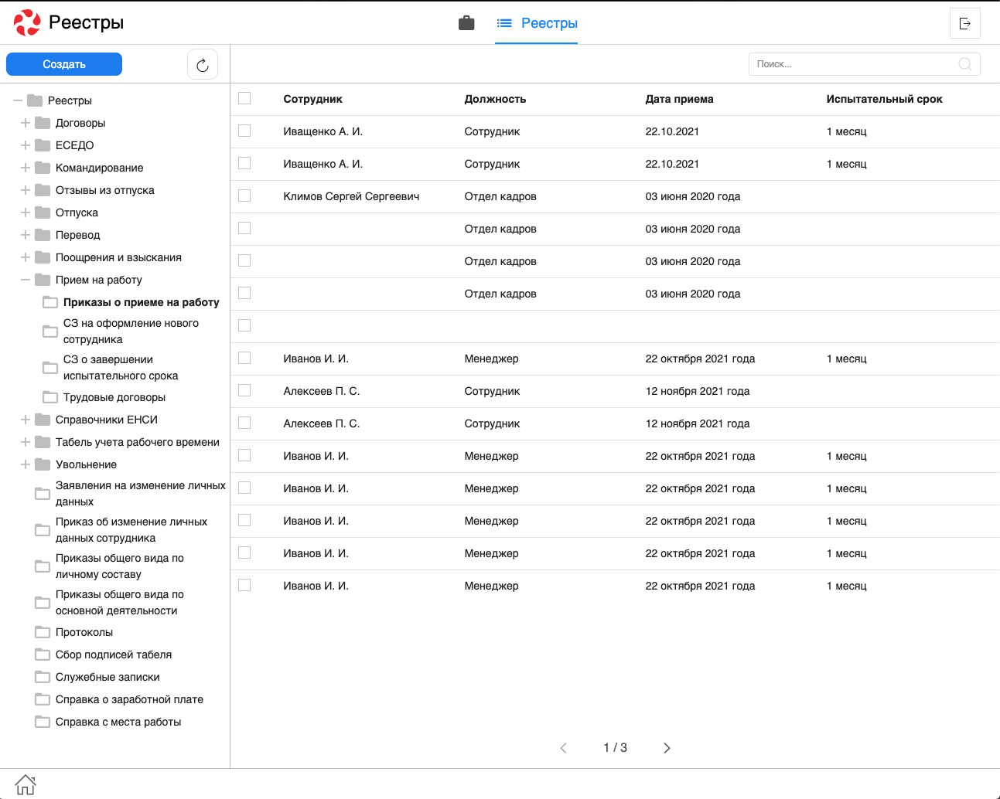 Реестры
Реестры
Создать
Поиск...
Реестры
Договоры
ЕСЕДО
Командирование
Отзывы из отпуска
Отпуска
Перевод
Поощрения и взыскания
Прием на работу
Приказы о приеме на работу
СЗ на оформление нового
сотрудника
СЗ о завершении
испытательного срока
Трудовые договоры
Справочники ЕНСИ
Табель учета рабочего времени
Увольнение
Заявления на изменение личных
данных
Приказ об изменение личных
данных сотрудника
Приказы общего вида по
личному составу
Приказы общего вида по
основной деятельности
Протоколы
Сбор подписей табеля
Служебные записки
Справка о заработной плате
Справка с места работы
Сотрудник Должность Дата приема Испытательный срок
Иващенко А. И. Сотрудник 22.10.2021 1 месяц
Иващенко А. И. Сотрудник 22.10.2021 1 месяц
Климов Сергей Сергеевич Отдел кадров 03 июня 2020 года
Отдел кадров 03 июня 2020 года
Отдел кадров 03 июня 2020 года
Отдел кадров 03 июня 2020 года
Иванов И. И. Менеджер 22 октября 2021 года 1 месяц
Алексеев П. С. Сотрудник 12 ноября 2021 года
Алексеев П. С. Сотрудник 12 ноября 2021 года
Иванов И. И. Менеджер 22 октября 2021 года 1 месяц
Иванов И. И. Менеджер 22 октября 2021 года 1 месяц
Иванов И. И. Менеджер 22 октября 2021 года 1 месяц
Иванов И. И. Менеджер 22 октября 2021 года 1 месяц
Иванов И. И. Менеджер 22 октября 2021 года 1 месяц
1 / 3